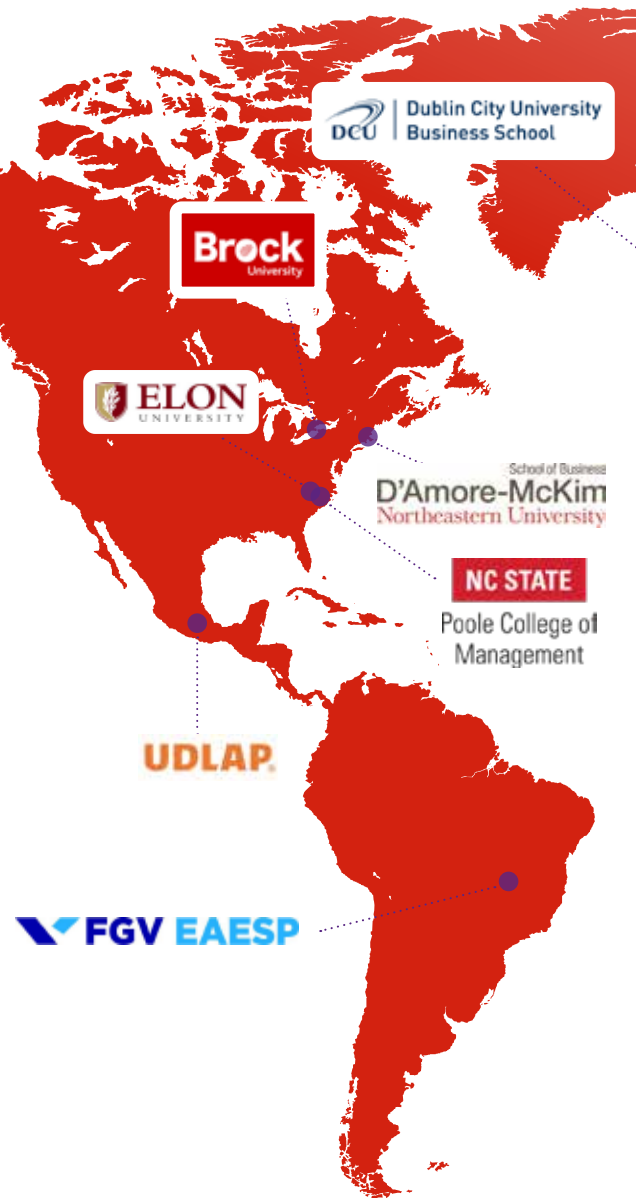 DCU
Dublin City University
Business School
Brock
University
ELON
UNIVERSITY
School of Business
D'Amore-McKim
Northeastern University
NC STATE
Poole College of
Management
UDLAP®
FGV EAESP